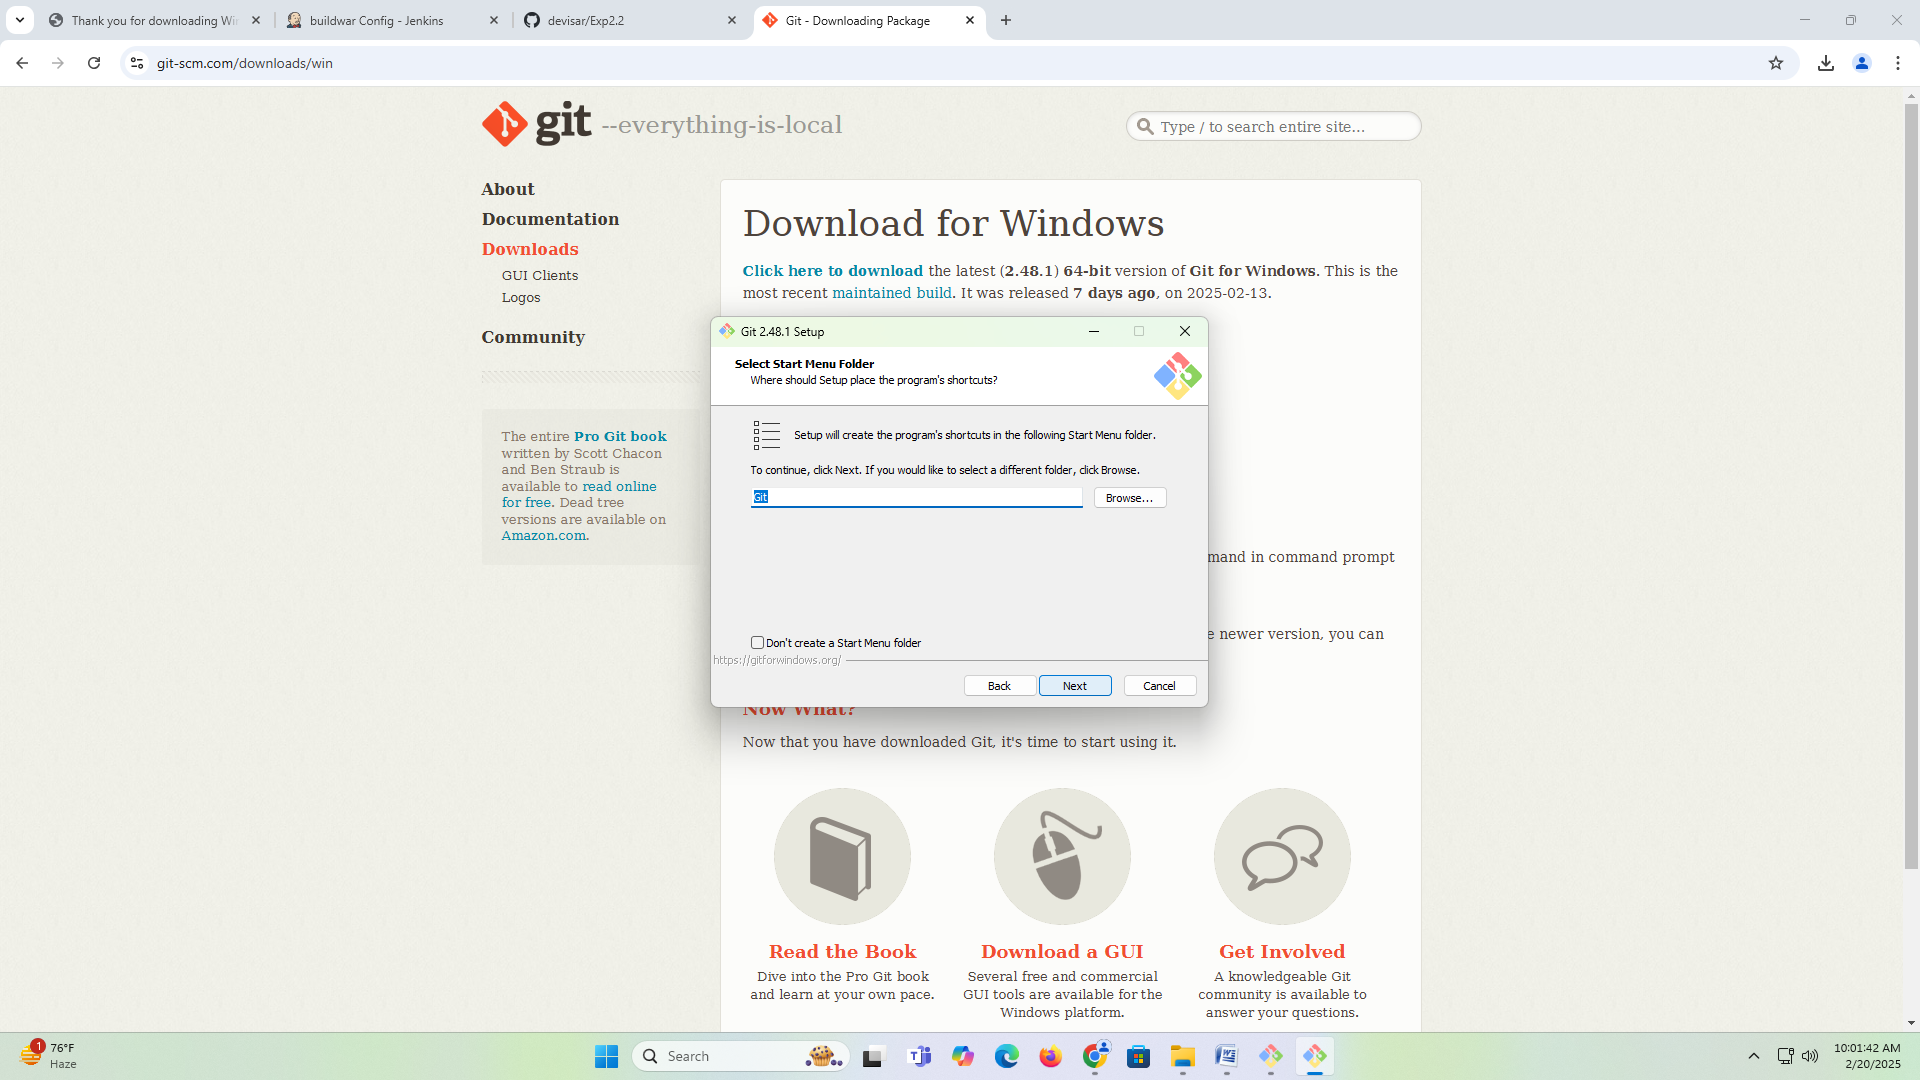 Thank you for downloading Wi
buildwar Config - Jenkins
devisar/Exp2.2
Git - Downloading Package
git-scm.com/downloads/win
git --everything-is-local
Type / to search entire site...
About
Documentation
Downloads
GUI Clients
Logos
Community
The entire Pro Git book
written by Scott Chacon
and Ben Straub is
available to read online
for free. Dead tree
versions are available on
Amazon.com.
Download for Windows
Click here to download the latest (2.48.1) 64-bit version of Git for Windows. This is the
most recent maintained build. It was released 7 days ago, on 2025-02-13.
Git 2.48.1 Setup
Select Start Menu Folder
Where should Setup place the program's shortcuts?
Setup will create the program's shortcuts in the following Start Menu folder.
To continue, click Next. If you would like to select a different folder, click Browse.
Git
Browse...
Don't create a Start Menu folder
https://gitforwindows.org/
Back
Next
Cancel
mand in command prompt
e newer version, you can
Now What?
Now that you have downloaded Git, it's time to start using it.
Read the Book
Dive into the Pro Git book
and learn at your own pace.
Download a GUI
Several free and commercial
GUI tools are available for the
Windows platform.
Get Involved
A knowledgeable Git
community is available to
answer your questions.
1
76°F
Haze
Search
10:01:42 AM
2/20/2025